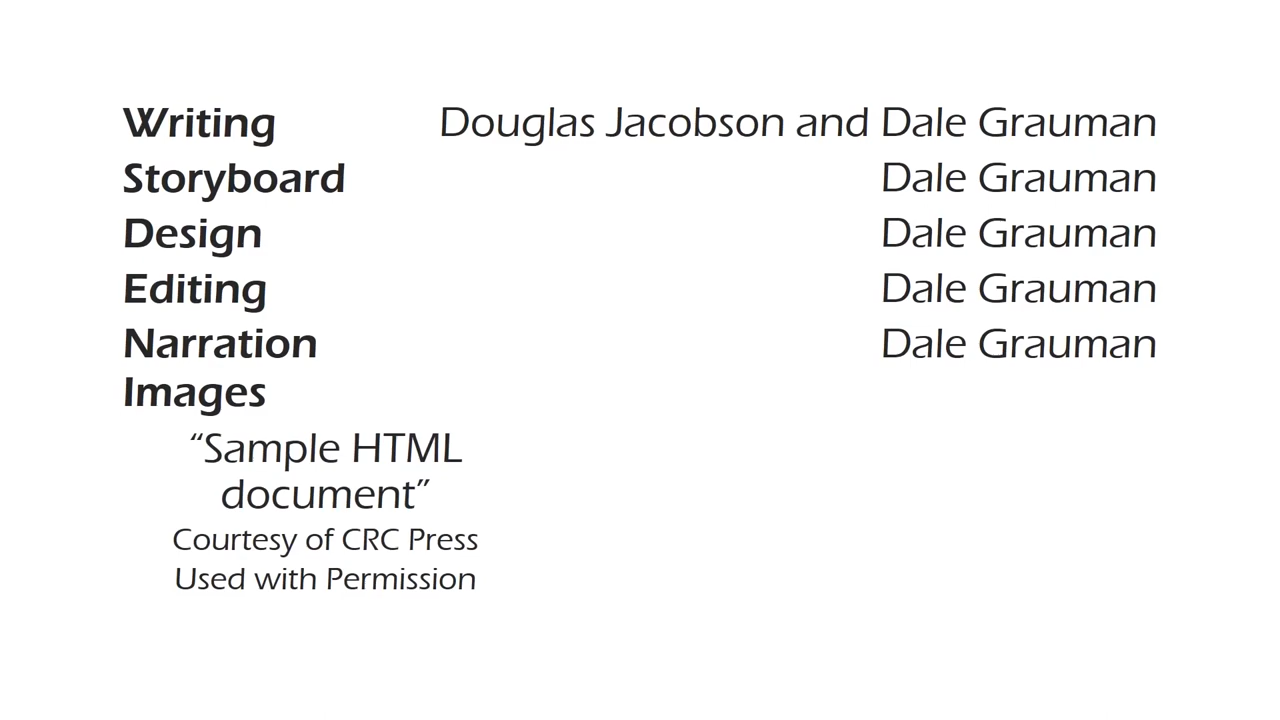 Writing Douglas Jacobson and Dale Grauman
Storyboard Dale Grauman
Design Dale Grauman
Editing Dale Grauman
Narration Dale Grauman
Images
“Sample HTML
document”
Courtesy of CRC Press
Used with Permission